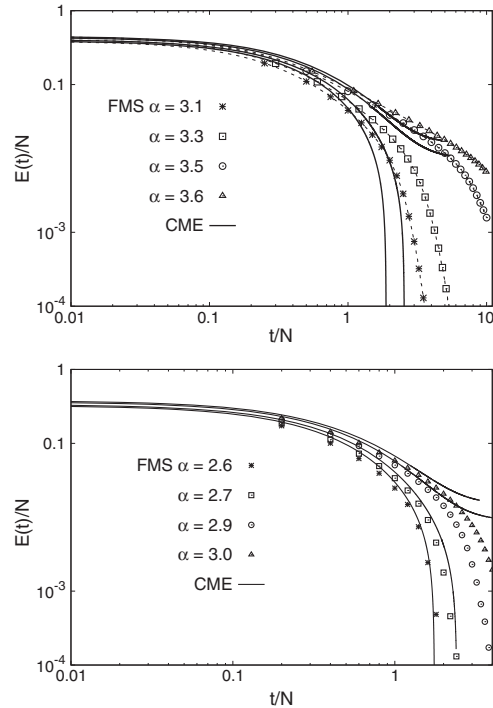 1
0.1
10⁻³
10⁻⁴
E(t)/N
FMS α = 3.1
α = 3.3
α = 3.5
α = 3.6
CME
0.01 0.1 1 10
t/N
1
0.1
10⁻³
10⁻⁴
E(t)/N
FMS α = 2.6
α = 2.7
α = 2.9
α = 3.0
CME
0.01 0.1 1
t/N